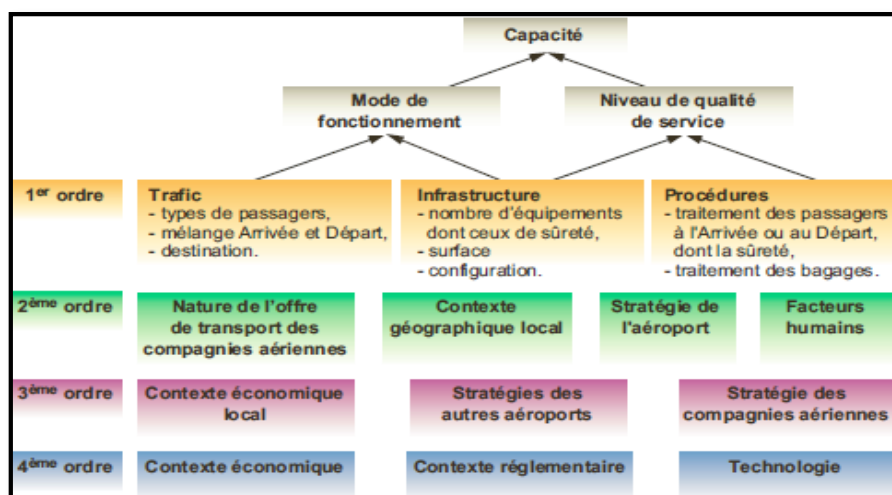 Capacité
Mode de
fonctionnement
Niveau de qualité
de service
1er ordre
Trafic
- types de passagers,
- mélange Arrivée et Départ,
- destination.
Infrastructure
- nombre d'équipements
dont ceux de sûreté,
- surface
- configuration.
Procédures
- traitement des passagers
à l'Arrivée ou au Départ,
dont la sûreté,
- traitement des bagages.
2ème ordre
Nature de l'offre
de transport des
compagnies aériennes
Contexte
géographique local
Stratégie de
l'aéroport
Facteurs
humains
3ème ordre
Contexte économique
local
Stratégies des
autres aéroports
Stratégie des
compagnies aériennes
4ème ordre
Contexte économique
Contexte réglementaire
Technologie